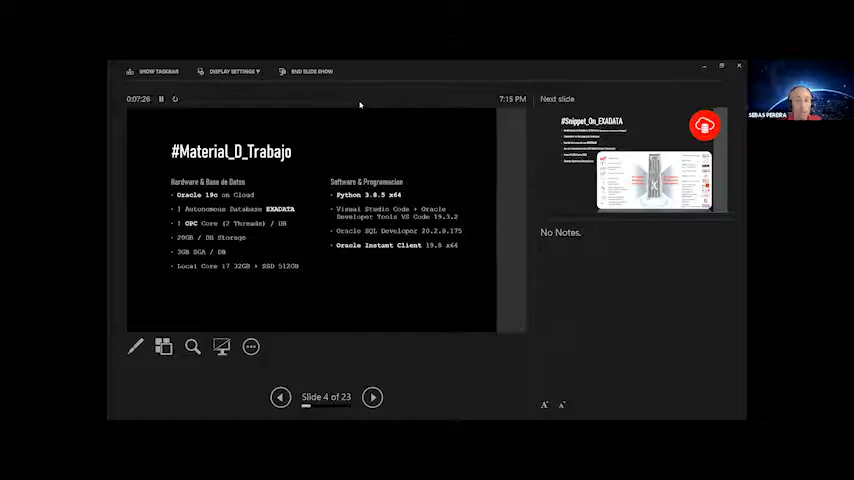 SHOW TASKBAR
DISPLAY SETTINGS ▼
END SLIDE SHOW
0:07:26
7:15 PM
Next slide
#Material_D_Trabajo
Hardware & Base de Datos
• Oracle 19c on Cloud
• 1 Autonomous Database EXADATA
• 1 OPC Core (2 Threads) / DB
• 20GB / DB Storage
• 3GB SGA / DB
• Local Core i7 32GB + SSD 512GB
Software & Programacion
• Python 3.8.5 x64
• Visual Studio Code + Oracle
Developer Tools VS Code 19.3.2
• Oracle SQL Developer 20.2.0.175
• Oracle Instant Client 19.8 x64
#Snippet_On_EXADATA
No Notes.
Slide 4 of 23
A
A
SEBAS PEREIRA